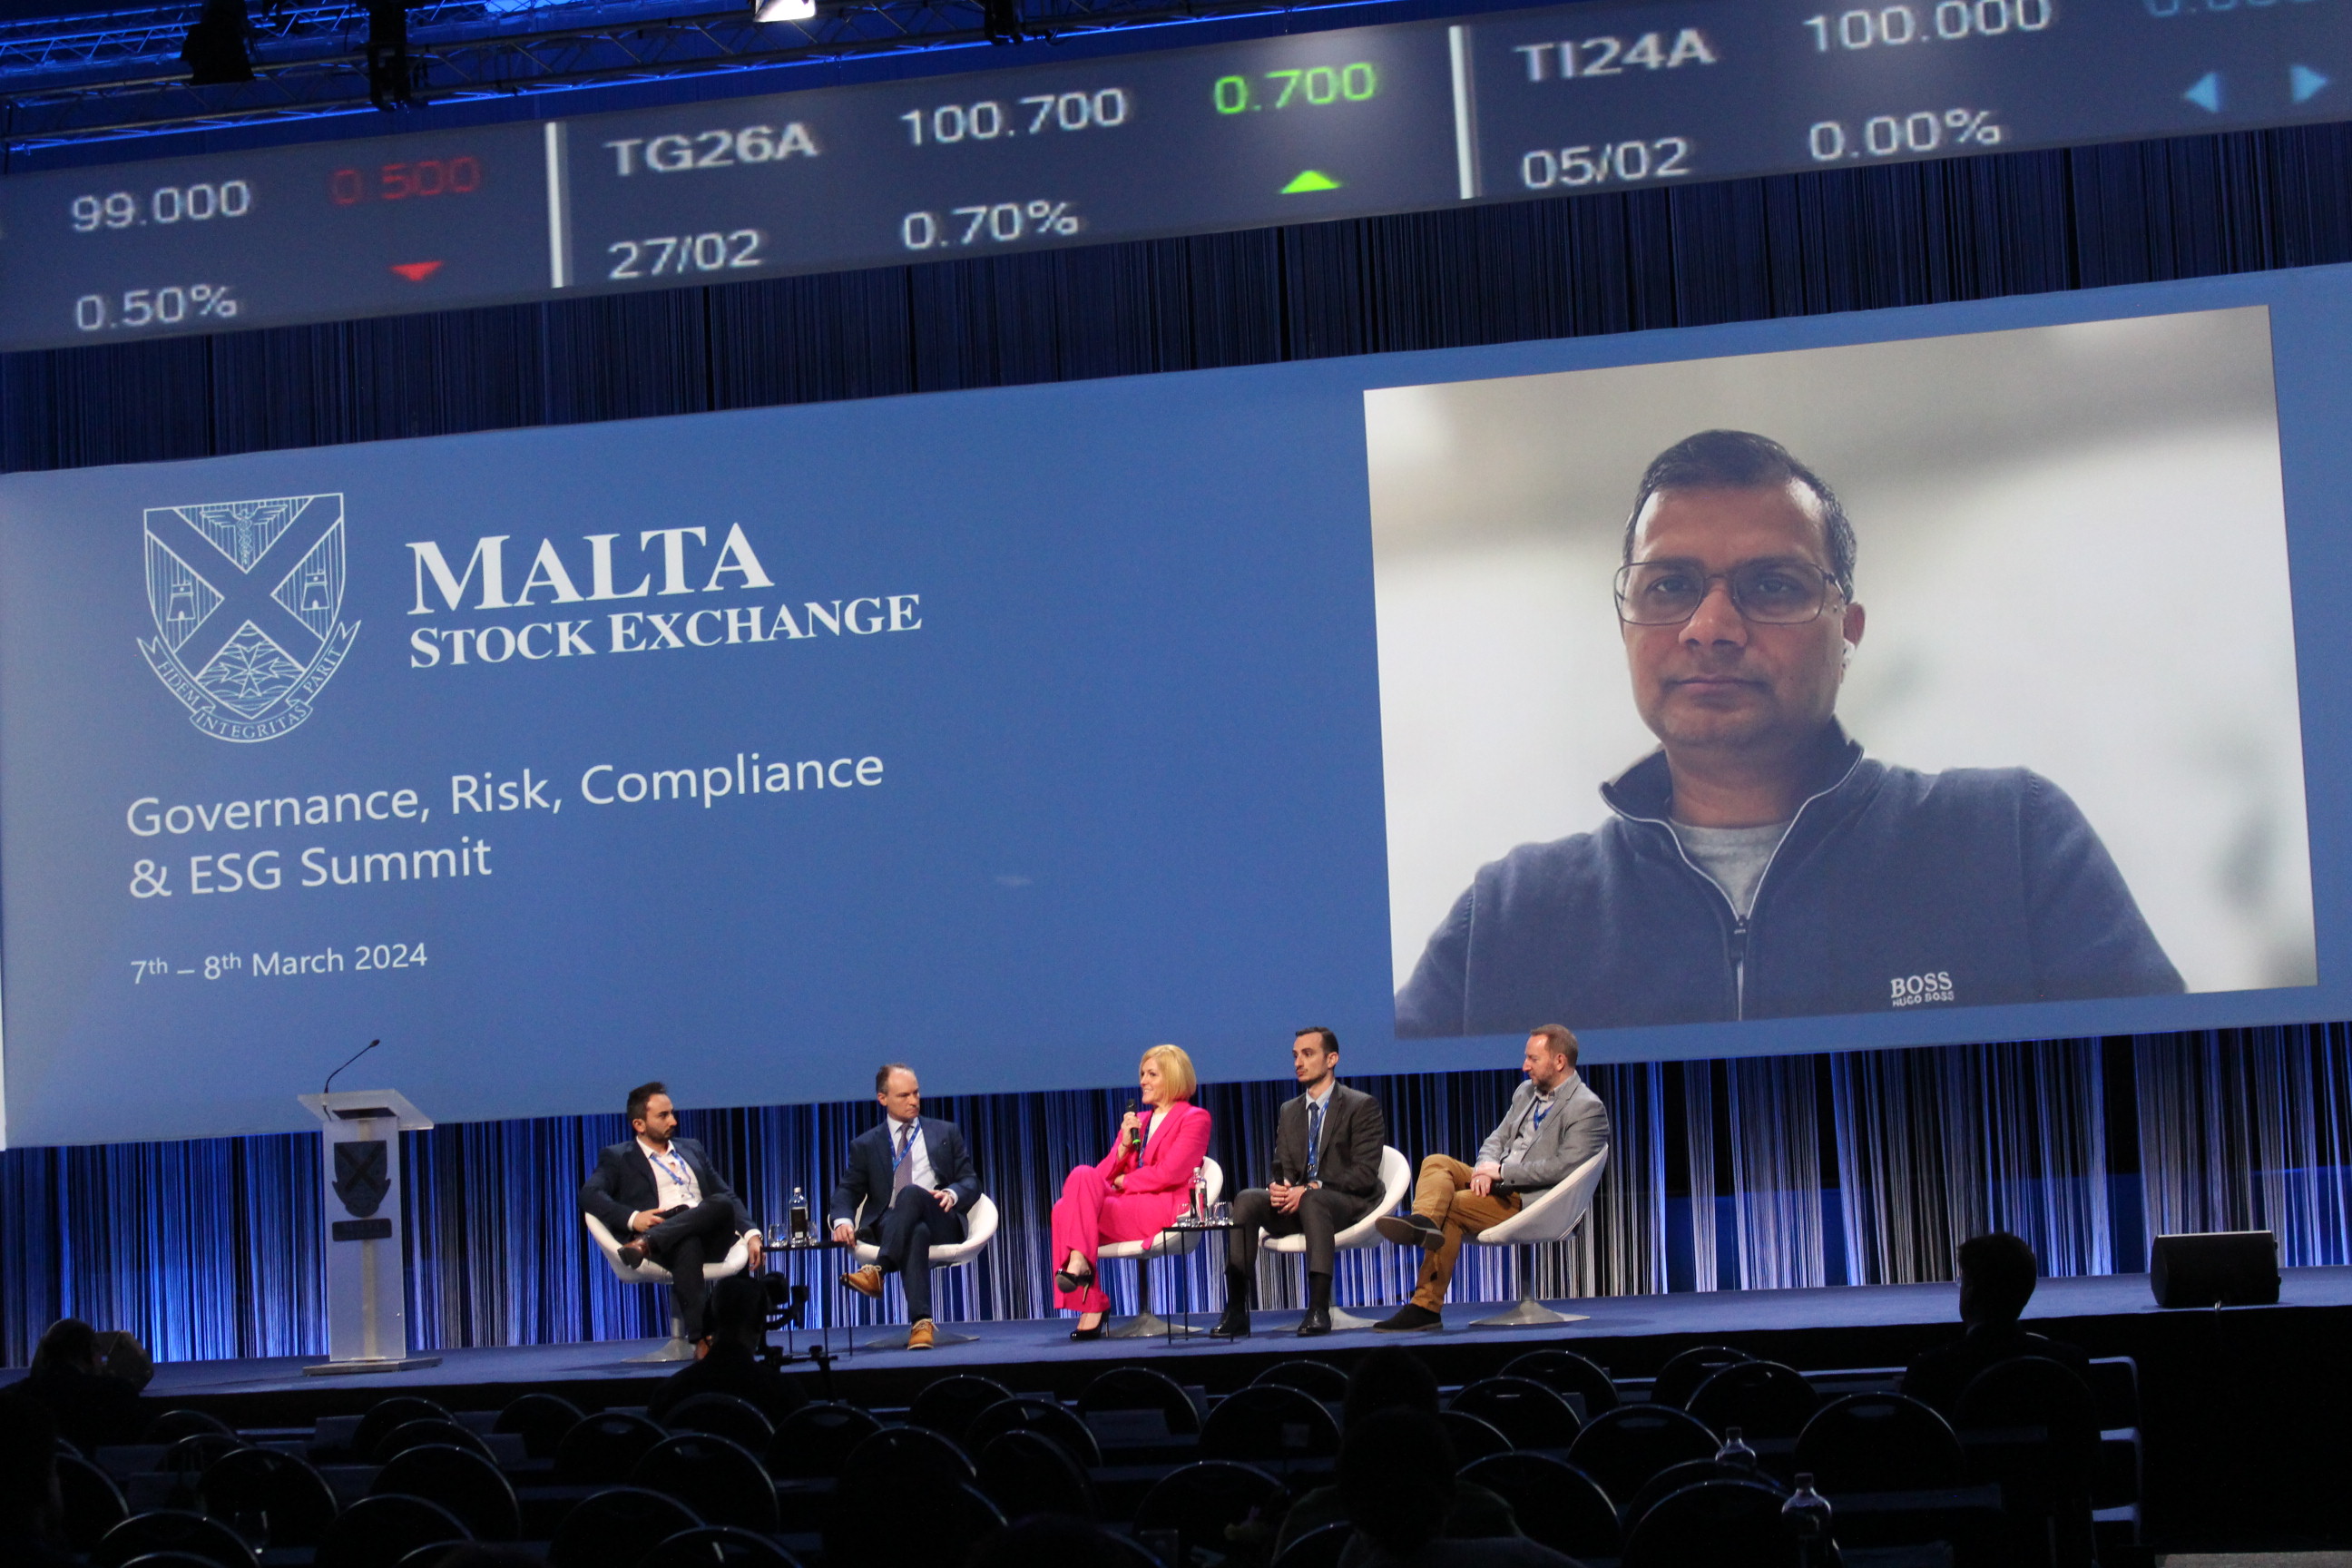 99.000 0.500
0.50%
TG26A 100.700 0.700
27/02 0.70%
TI24A 100.000
05/02 0.00%
MALTA
STOCK EXCHANGE
FIDEM INTEGRITAS PARIT
Governance, Risk, Compliance
& ESG Summit
7th – 8th March 2024
BOSS
HUGO BOSS